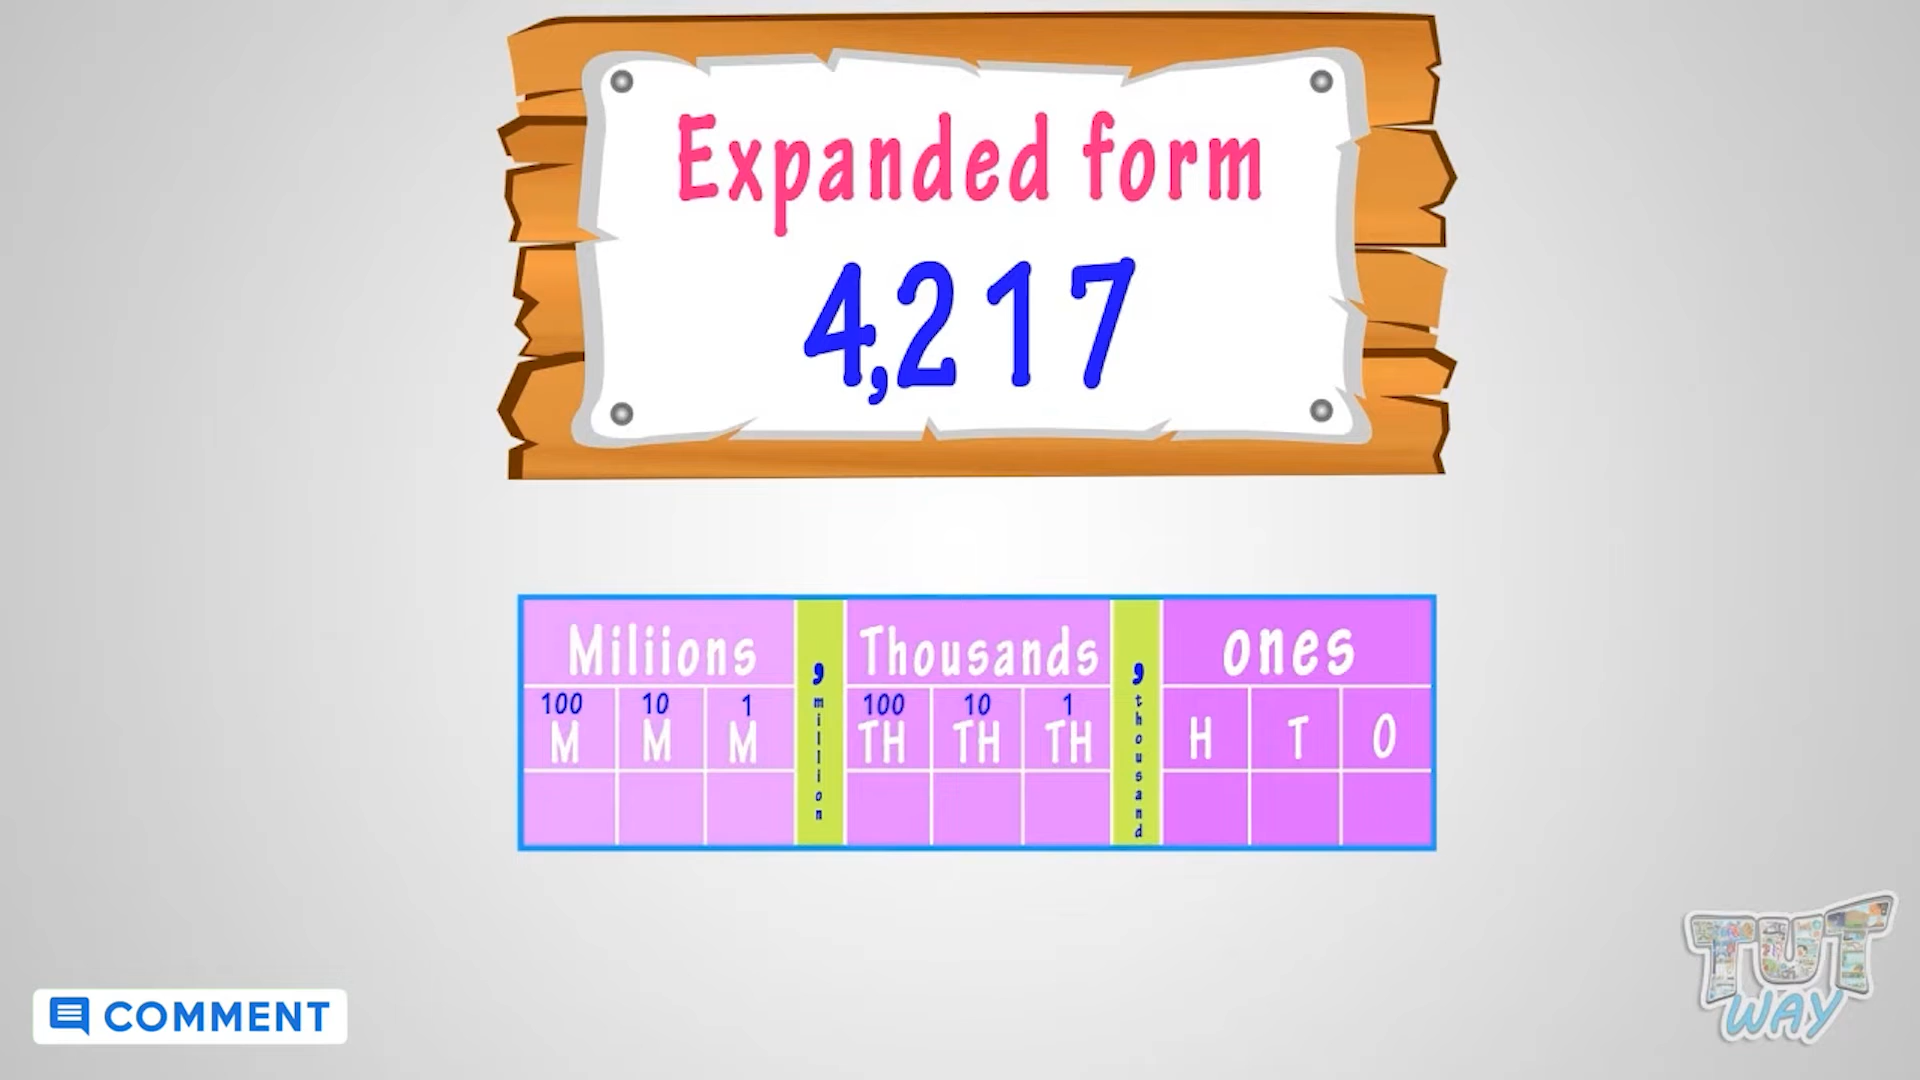 Expanded form
4,217
Miliions , million Thousands , thousand ones
100 M 10 M 1 M 100 TH 10 TH 1 TH H T O
COMMENT
TUT
WAY